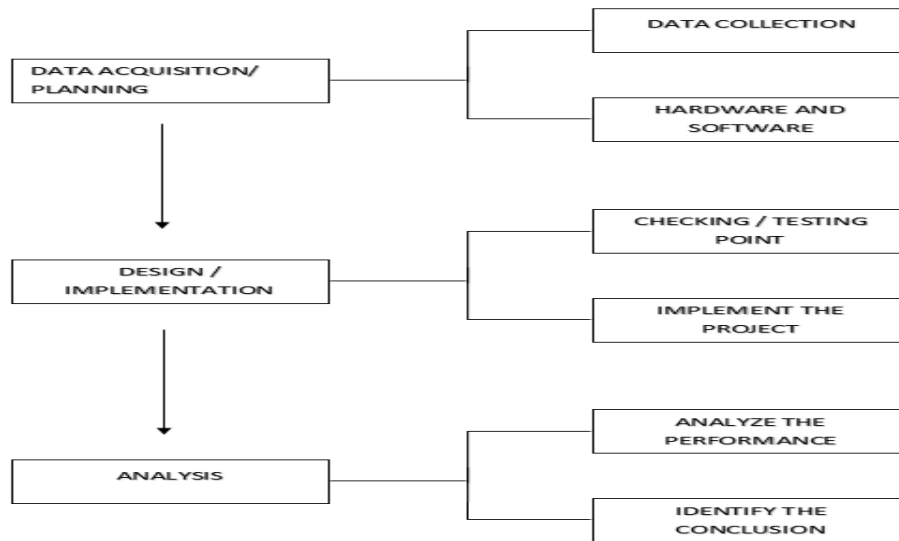 DATA COLLECTION
DATA ACQUISITION/
PLANNING
HARDWARE AND
SOFTWARE
CHECKING / TESTING
POINT
DESIGN /
IMPLEMENTATION
IMPLEMENT THE
PROJECT
ANALYZE THE
PERFORMANCE
ANALYSIS
IDENTIFY THE
CONCLUSION